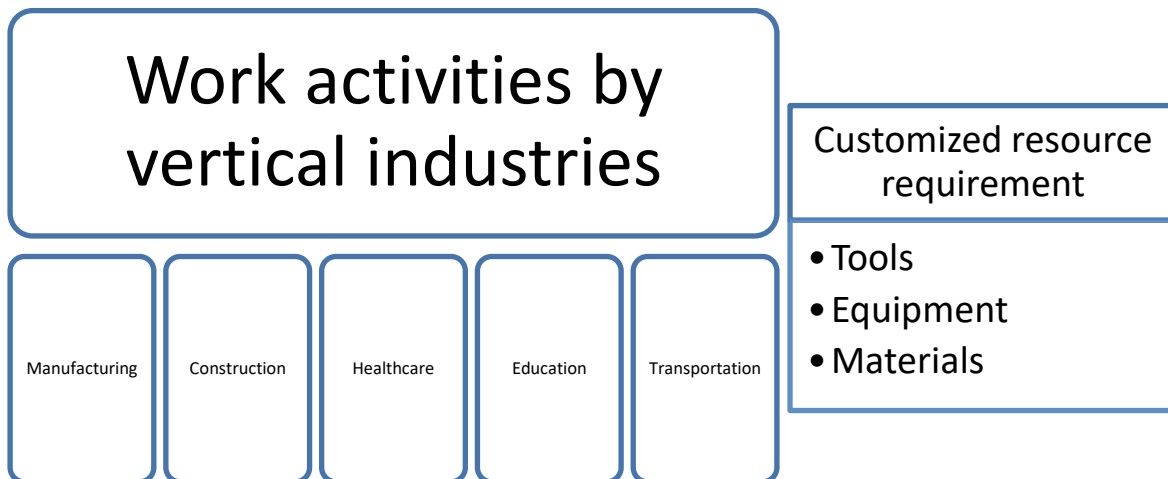 Work activities by
vertical industries
Manufacturing
Construction
Healthcare
Education
Transportation
Customized resource
requirement
• Tools
• Equipment
• Materials